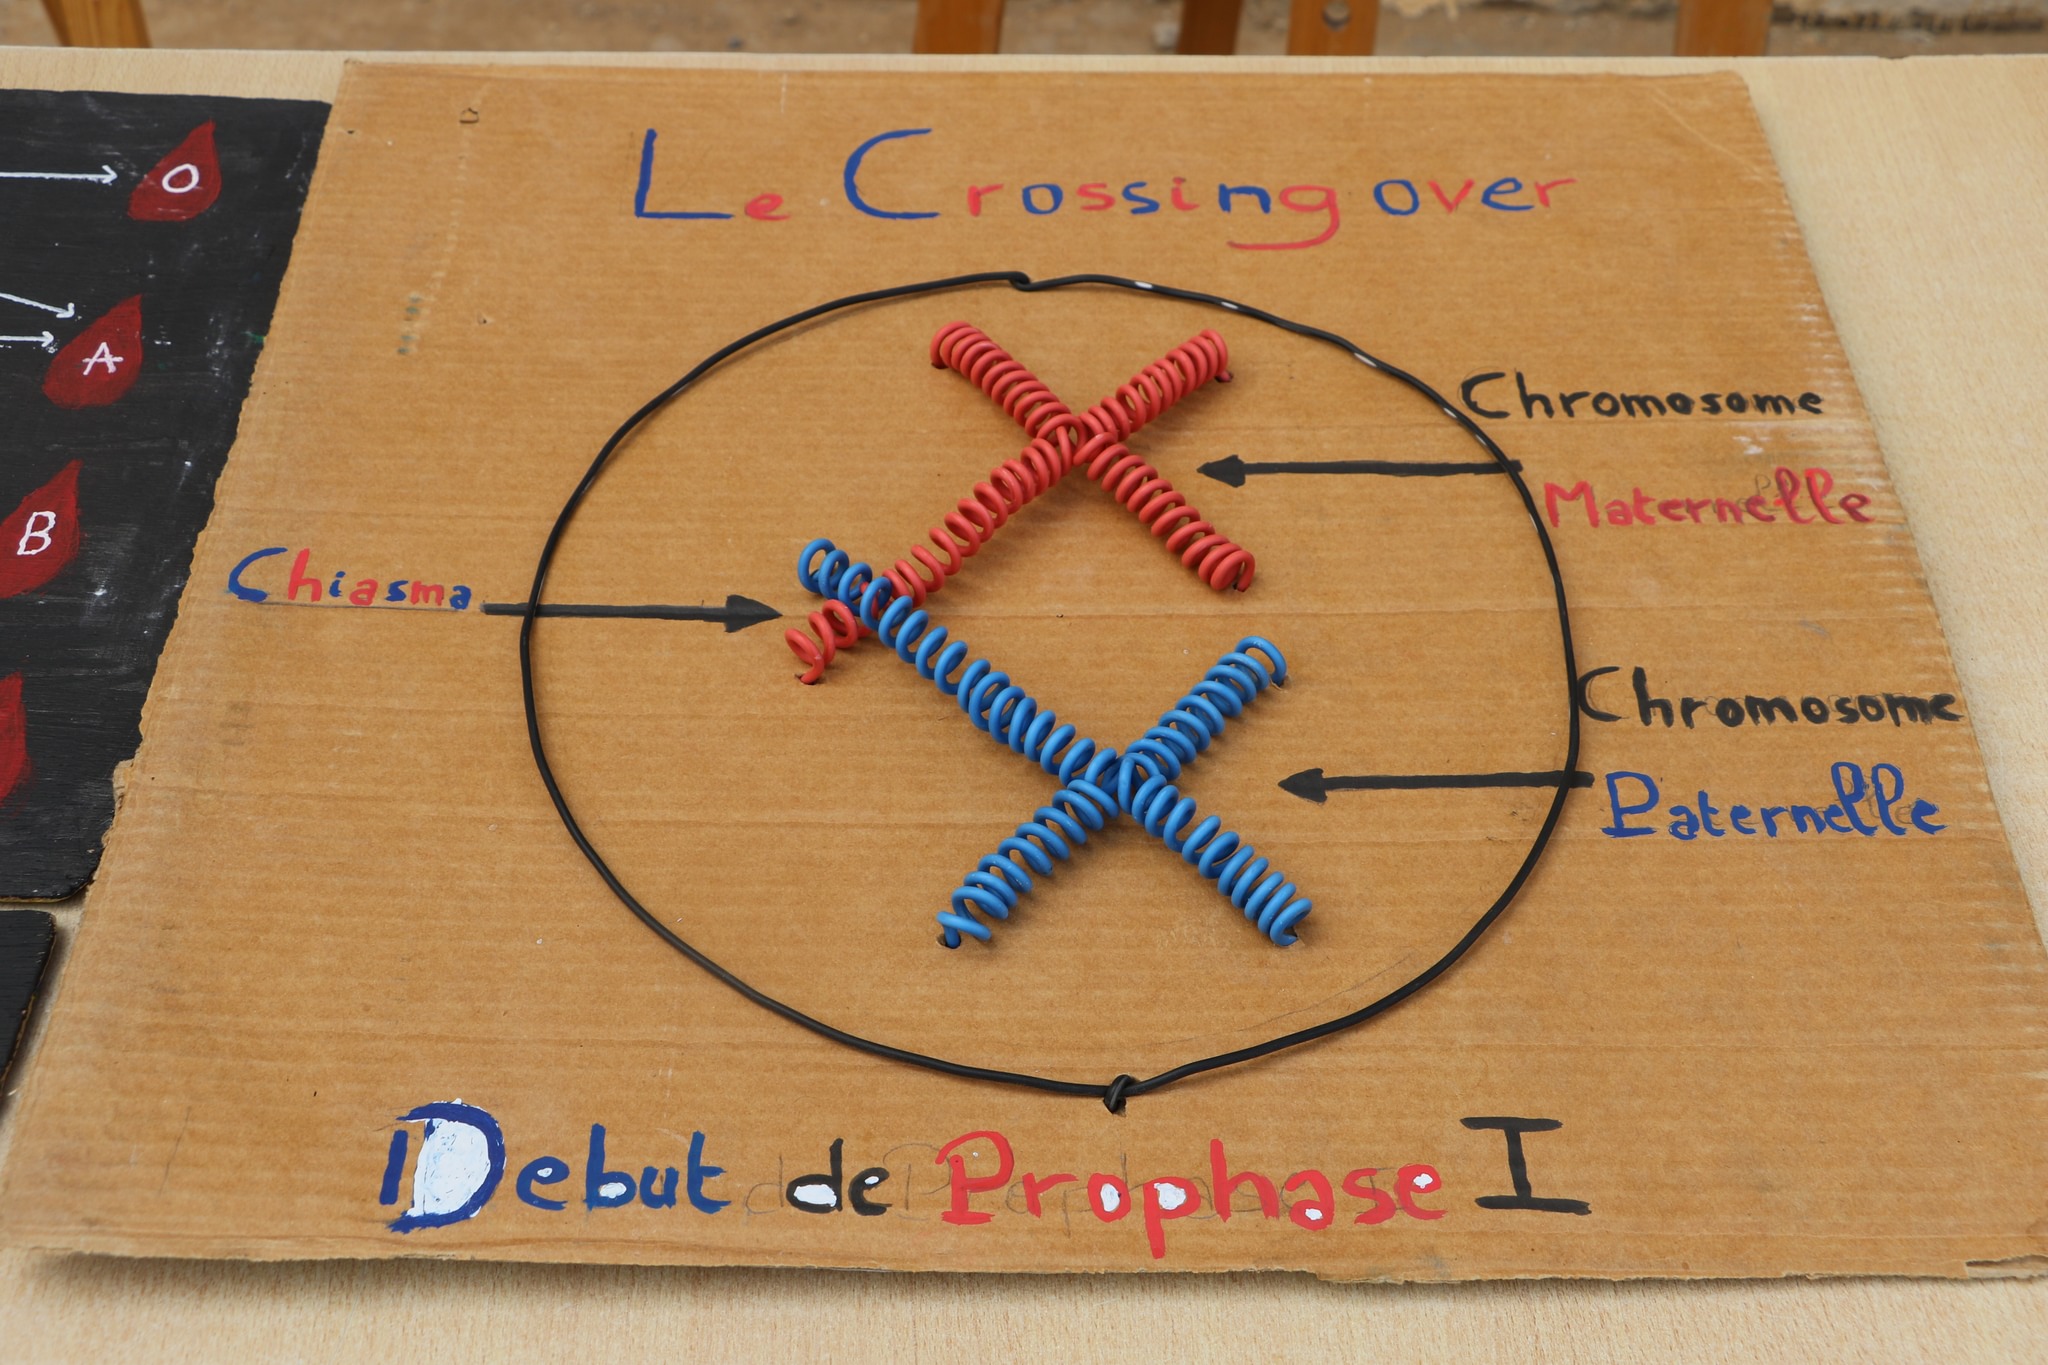 Le Crossing over
O
A
B
Chromosome
Maternelle
Chiasma
Chromosome
Paternelle
Debut de Prophase I